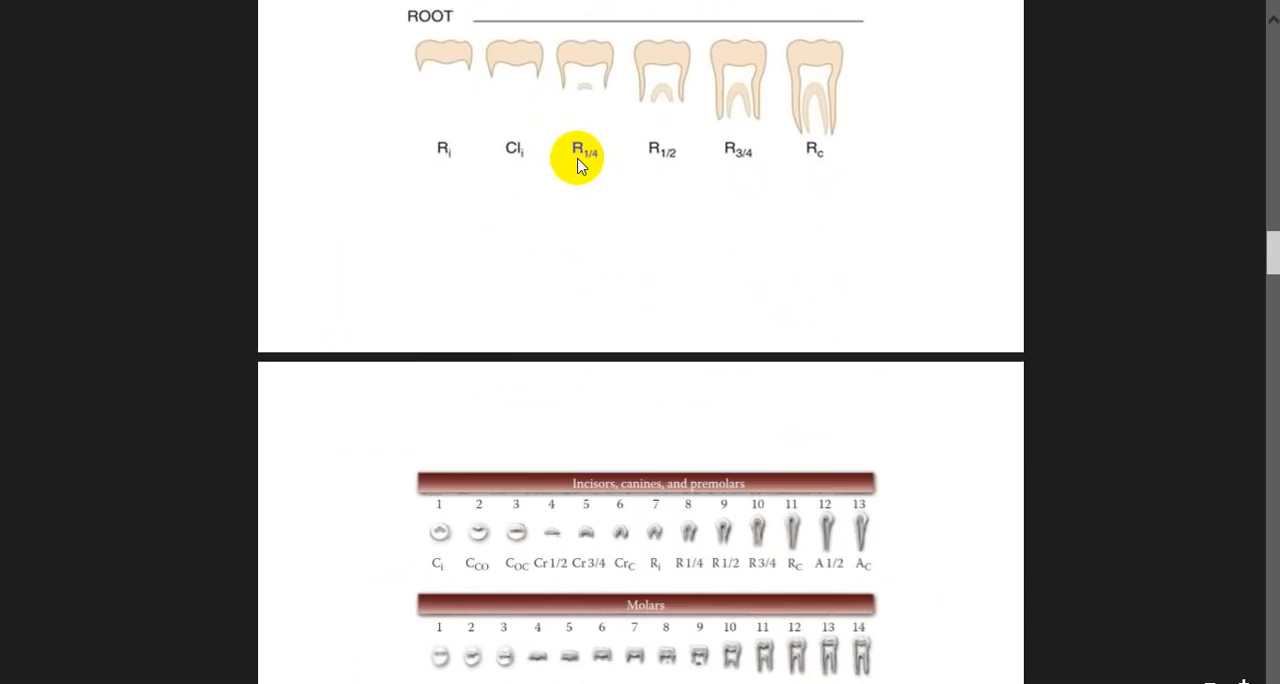 ROOT
Ri Cli R1/4 R1/2 R3/4 Rc
Incisors, canines, and premolars
1 2 3 4 5 6 7 8 9 10 11 12 13
Ci CCO COC Cr 1/2 Cr 3/4 CrC Ri R 1/4 R 1/2 R 3/4 RC A 1/2 AC
Molars
1 2 3 4 5 6 7 8 9 10 11 12 13 14